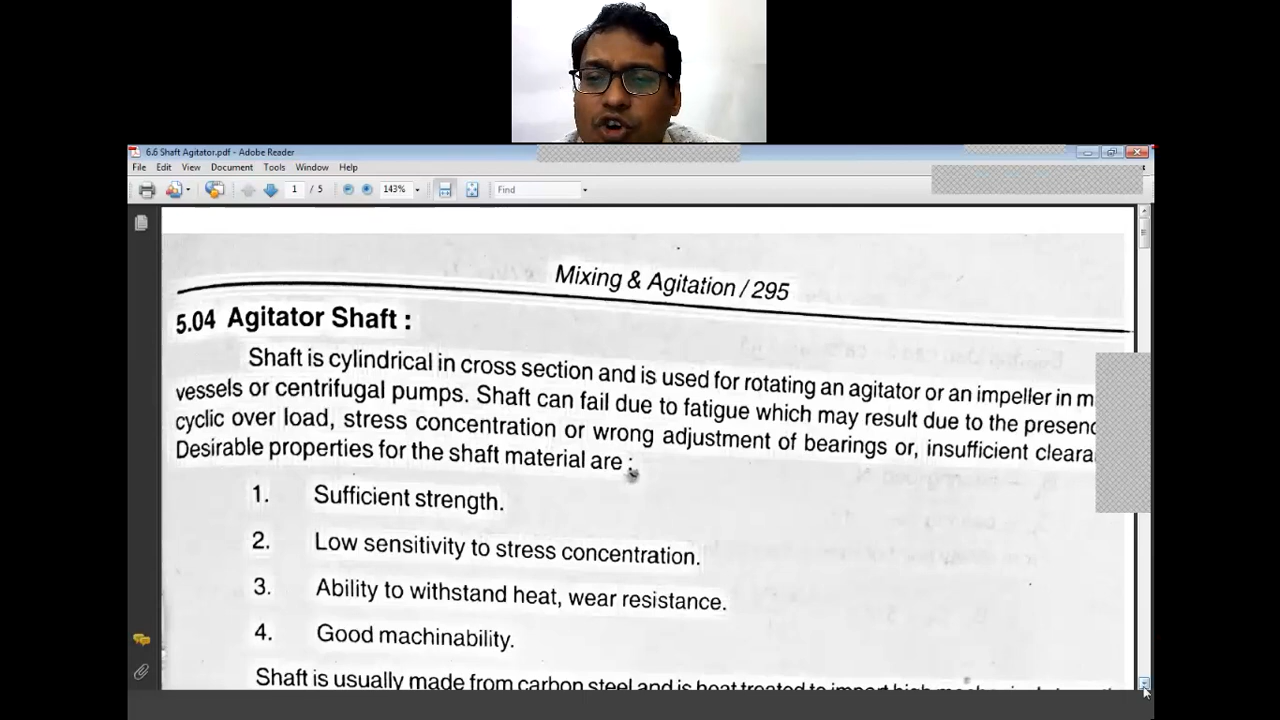 6.6 Shaft Agitator.pdf - Adobe Reader
File Edit View Document Tools Window Help
1 / 5 143% Find
Mixing & Agitation / 295
5.04 Agitator Shaft :
Shaft is cylindrical in cross section and is used for rotating an agitator or an impeller in m
vessels or centrifugal pumps. Shaft can fail due to fatigue which may result due to the presenc
cyclic over load, stress concentration or wrong adjustment of bearings or, insufficient cleara
Desirable properties for the shaft material are :
1. Sufficient strength.
2. Low sensitivity to stress concentration.
3. Ability to withstand heat, wear resistance.
4. Good machinability.
Shaft is usually made from carbon steel and is heat treated to impart high